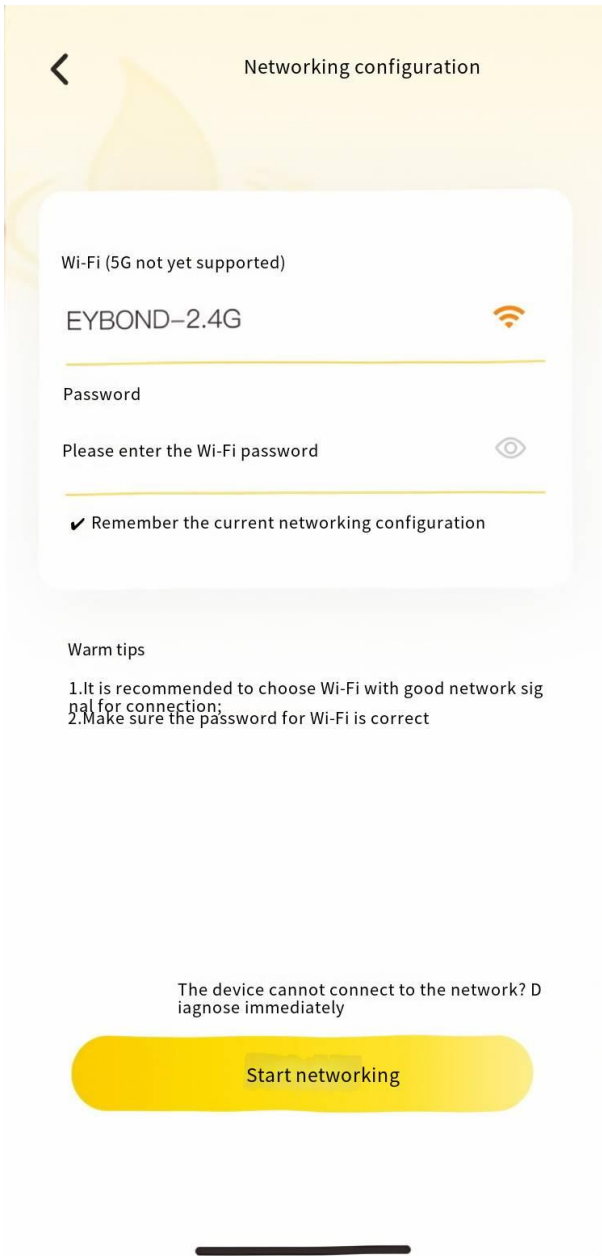 Networking configuration
Wi-Fi (5G not yet supported)
EYBOND–2.4G
Password
Please enter the Wi-Fi password
✔ Remember the current networking configuration
Warm tips
1.It is recommended to choose Wi-Fi with good network sig
nal for connection;
2.Make sure the password for Wi-Fi is correct
The device cannot connect to the network? D
iagnose immediately
Start networking